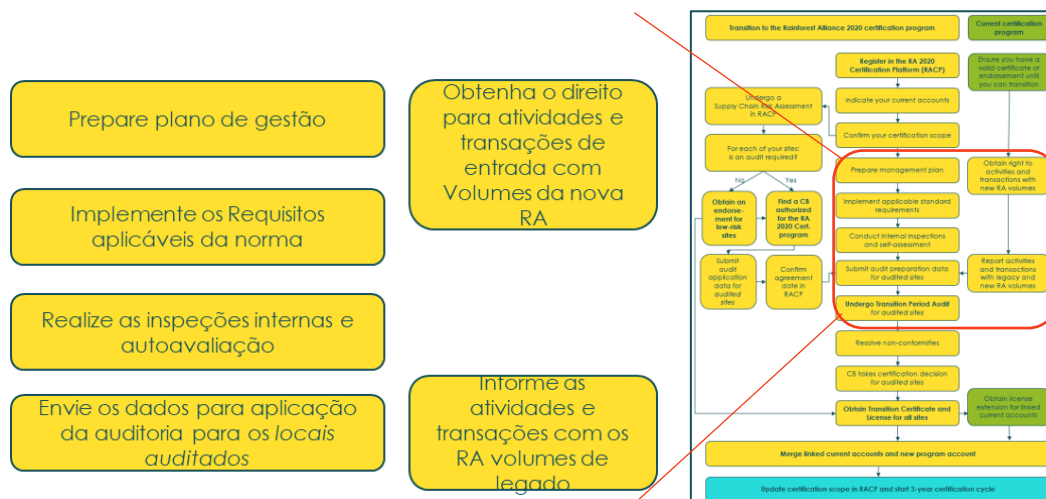 Prepare plano de gestão
Implemente os Requisitos
aplicáveis da norma
Realize as inspeções internas e
autoavaliação
Envie os dados para aplicação
da auditoria para os locais
auditados
Obtenha o direito
para atividades e
transações de
entrada com
Volumes da nova
RA
Informe as
atividades e
transações com os
RA volumes de
legado
Transition to the Rainforest Alliance 2020 certification program
Current certification
program
Register in the RA 2020
Certification Platform (RACP)
Ensure you have a
valid certificate or
endorsement until
you can transition
Undergo a
Supply Chain Risk Assessment
in RACP
Indicate your current accounts
Confirm your certification scope
For each of your sites:
is an audit required?
No
Yes
Prepare management plan
Obtain right to
activities and
transactions with
new RA volumes
Obtain an
endorse-
ment for
low-risk
sites
Find a CB
authorized
for the RA
2020 Cert.
program
Implement applicable standard
requirements
Conduct internal inspections
and self-assessment
Submit
audit
application
data for
audited
sites
Confirm
agreement
date in
RACP
Submit audit preparation data
for audited sites
Report activities
and transactions
with legacy and
new RA volumes
Undergo Transition Period Audit
for audited sites
Resolve non-conformities
CB takes certification decision
for audited sites
Obtain Transition Certificate and
License for all sites
Obtain license
extension for linked
current accounts
Merge linked current accounts and new program account
Update certification scope in RACP and start 3-year certification cycle